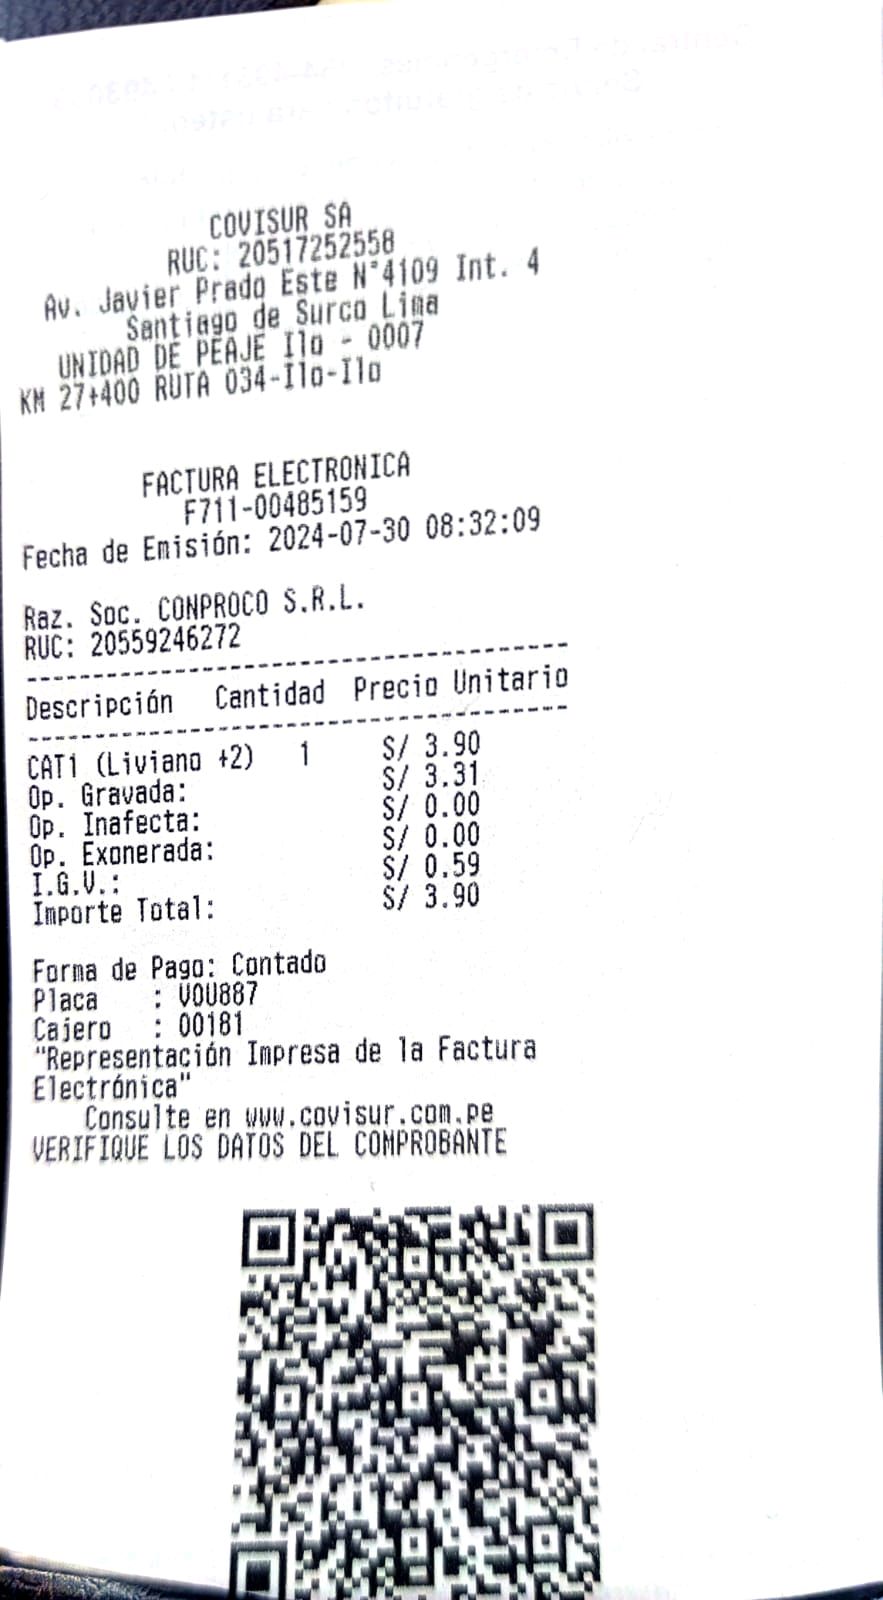 COVISUR SA
RUC: 20517252558
Av. Javier Prado Este N°4109 Int. 4
Santiago de Surco Lima
UNIDAD DE PEAJE Ilo - 0007
KM 27+400 RUTA 034-Ilo-Ilo
FACTURA ELECTRONICA
F711-00485159
Fecha de Emisión: 2024-07-30 08:32:09
Raz. Soc. CONPROCO S.R.L.
RUC: 20559246272
Descripción Cantidad Precio Unitario
CAT1 (Liviano +2) 1 S/ 3.90
Op. Gravada: S/ 3.31
Op. Inafecta: S/ 0.00
Op. Exonerada: S/ 0.00
I.G.V.: S/ 0.59
Importe Total: S/ 3.90
Forma de Pago: Contado
Placa : VOU887
Cajero : 00181
"Representación Impresa de la Factura
Electrónica"
Consulte en www.covisur.com.pe
VERIFIQUE LOS DATOS DEL COMPROBANTE